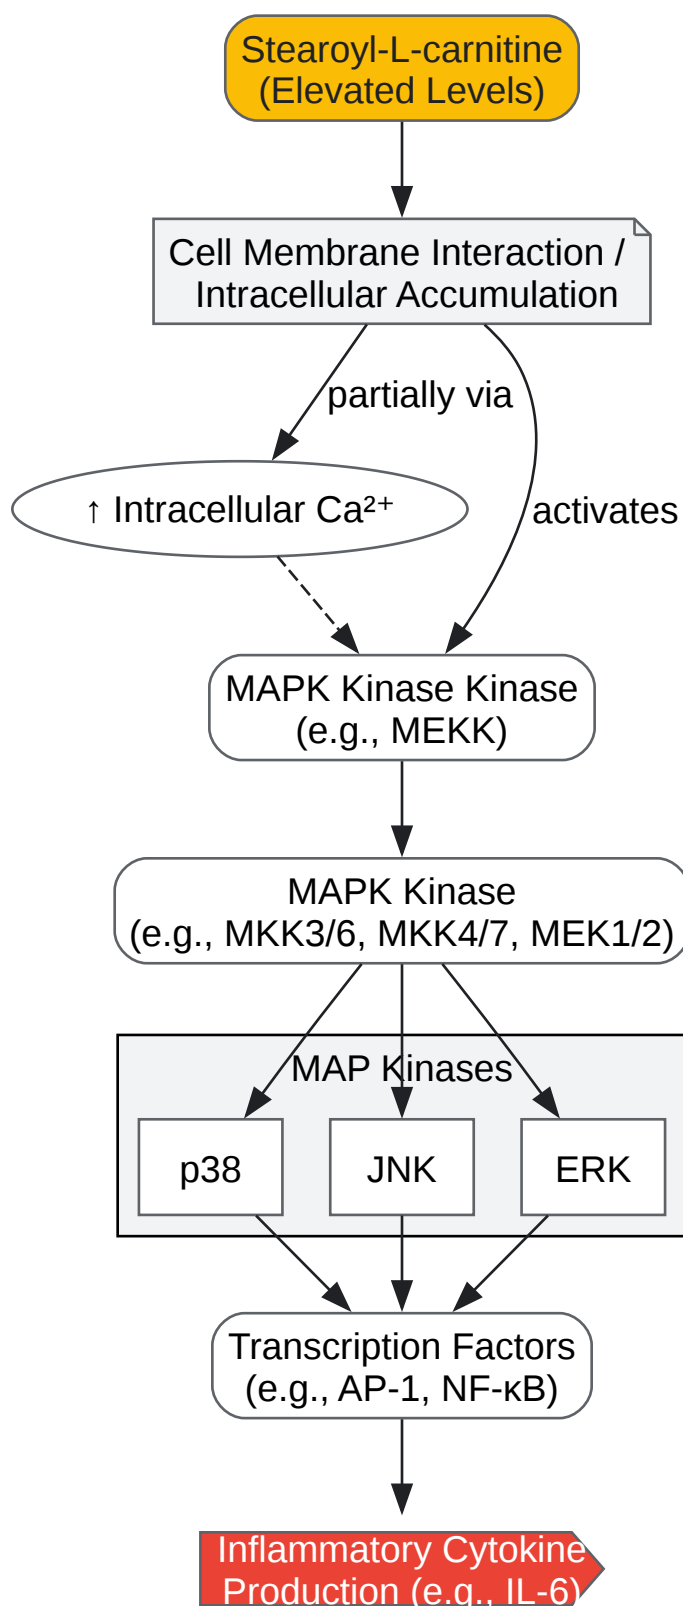 Stearoyl-L-carnitine
(Elevated Levels)
Cell Membrane Interaction /
Intracellular Accumulation
partially via
↑ Intracellular Ca²⁺
activates
MAPK Kinase Kinase
(e.g., MEKK)
MAPK Kinase
(e.g., MKK3/6, MKK4/7, MEK1/2)
MAP Kinases
p38
JNK
ERK
Transcription Factors
(e.g., AP-1, NF-κB)
Inflammatory Cytokine
Production (e.g., IL-6)